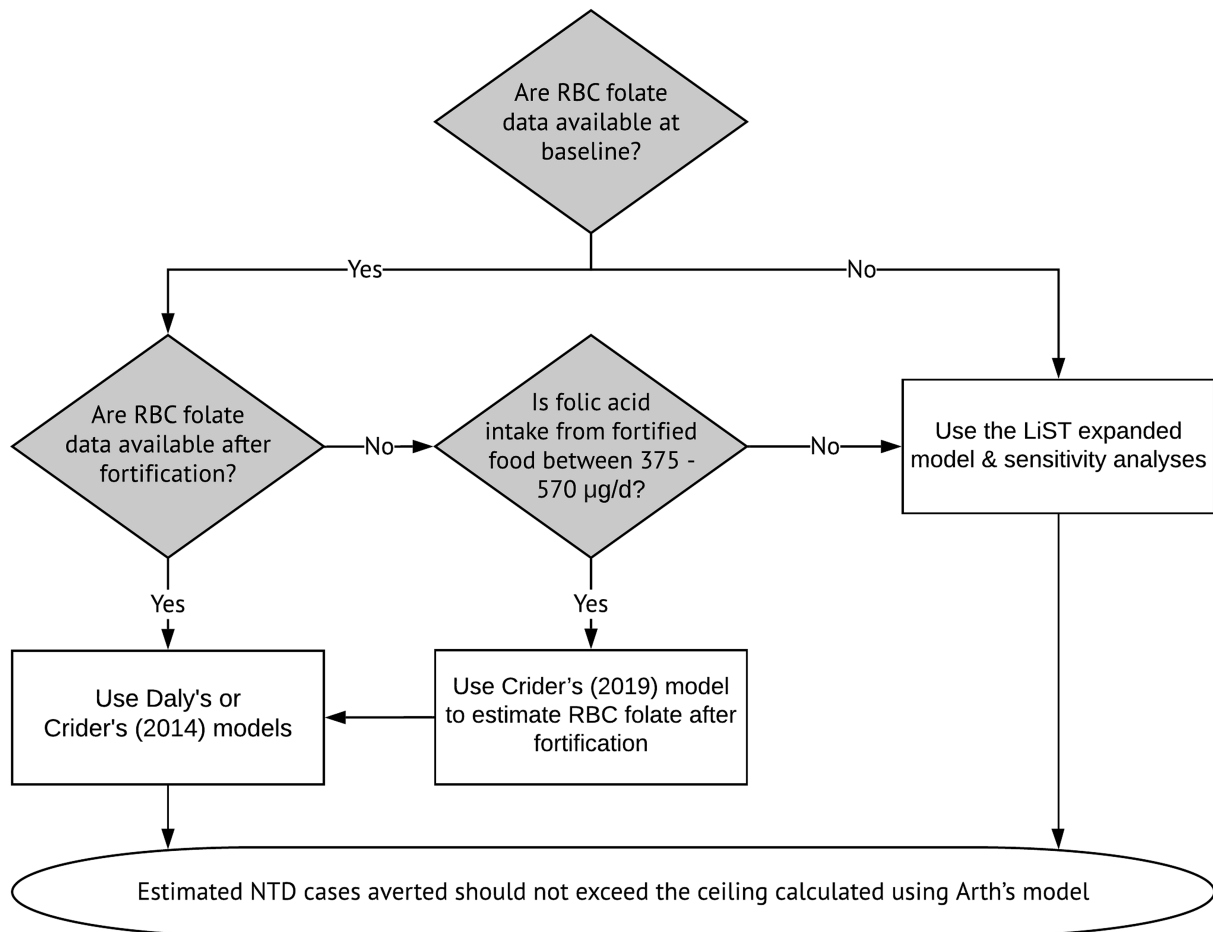 Are RBC folate
data available at
baseline?
Yes
No
Are RBC folate
data available after
fortification?
No
Is folic acid
intake from fortified
food between 375 -
570 µg/d?
No
Use the LiST expanded
model & sensitivity analyses
Yes
Yes
Use Daly's or
Crider's (2014) models
Use Crider’s (2019) model
to estimate RBC folate after
fortification
Estimated NTD cases averted should not exceed the ceiling calculated using Arth’s model